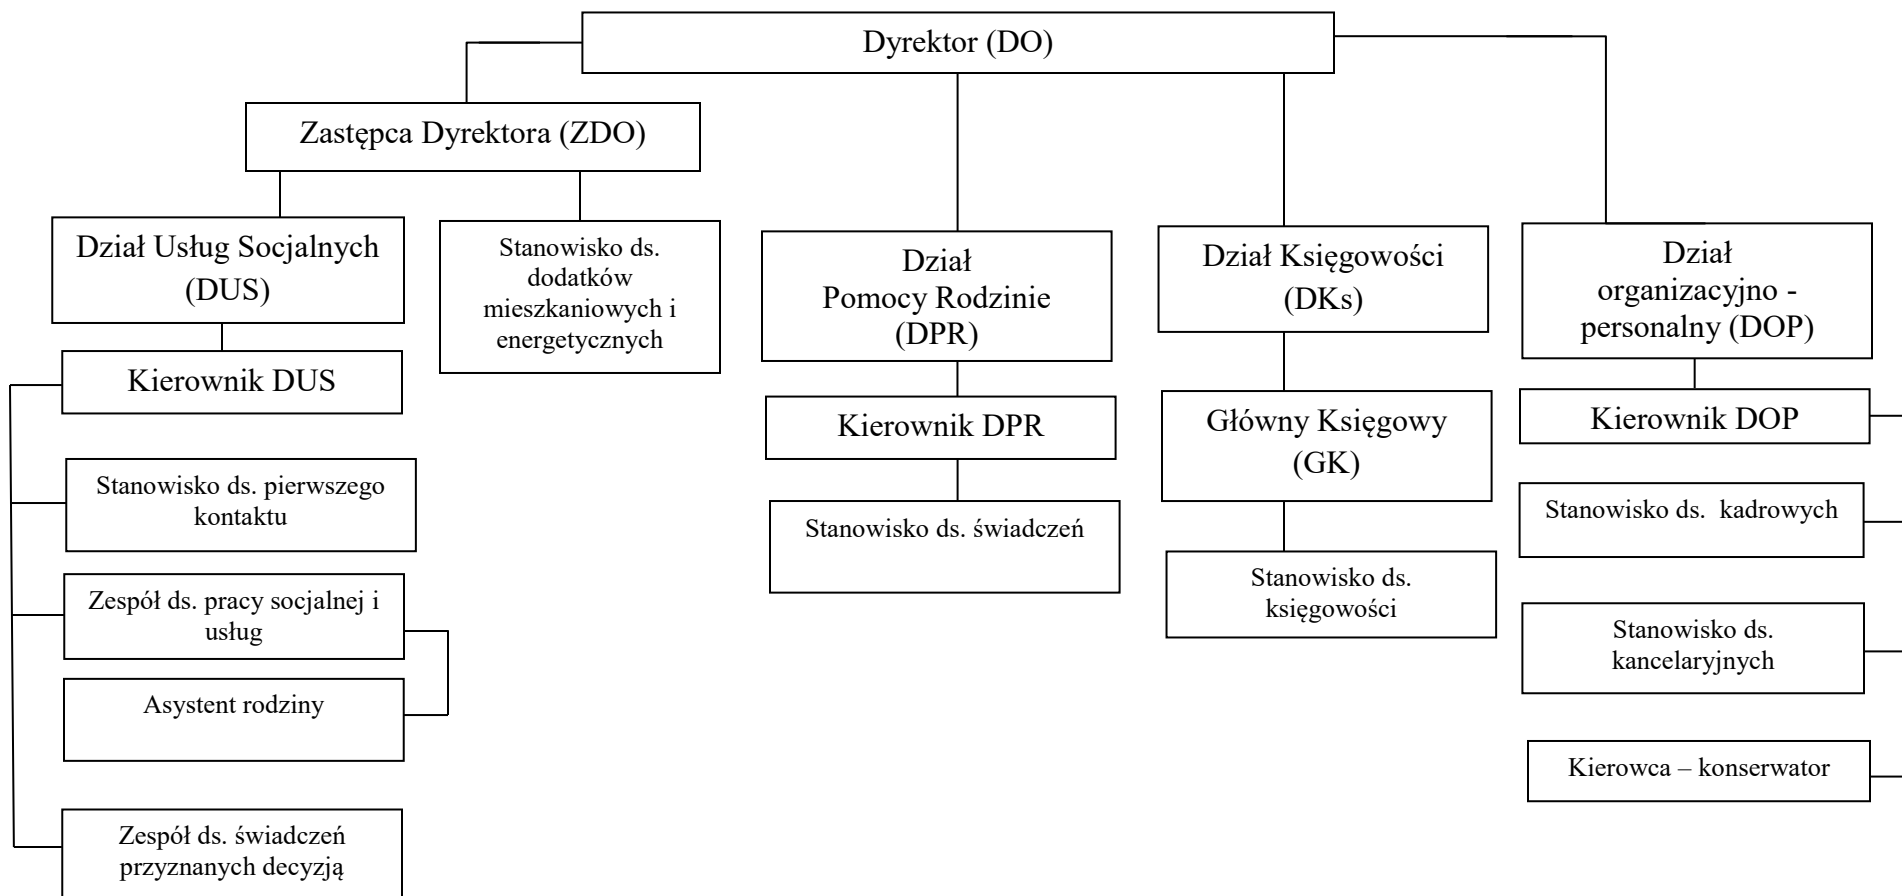 Dyrektor (DO)
Zastępca Dyrektora (ZDO)
Dział Usług Socjalnych
(DUS)
Stanowisko ds.
dodatków
mieszkaniowych i
energetycznych
Dział
Pomocy Rodzinie
(DPR)
Dział Księgowości
(DKs)
Dział
organizacyjno -
personalny (DOP)
Kierownik DUS
Kierownik DPR
Główny Księgowy
(GK)
Kierownik DOP
Stanowisko ds. pierwszego
kontaktu
Stanowisko ds. świadczeń
Stanowisko ds.
księgowości
Stanowisko ds.  kadrowych
Zespół ds. pracy socjalnej i
usług
Stanowisko ds.
kancelaryjnych
Asystent rodziny
Kierowca – konserwator
Zespół ds. świadczeń
przyznanych decyzją